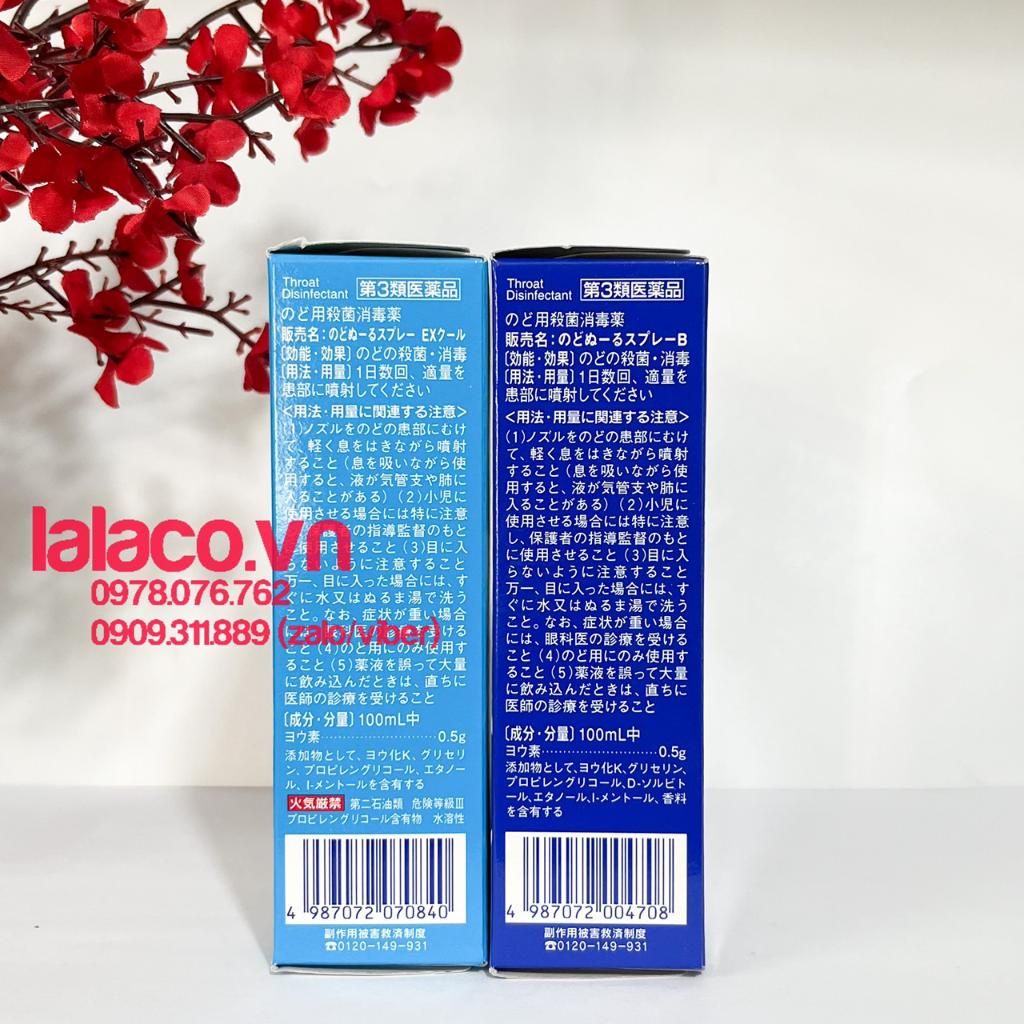 Throat
Disinfectant 第3類医薬品
のど用殺菌消毒薬
販売名:のどぬーるスプレー EXクール
〔効能・効果〕のどの殺菌・消毒
〔用法・用量〕1日数回、適量を
患部に噴射してください
<用法・用量に関連する注意>
(1)ノズルをのどの患部にむけ
て、軽く息をはきながら噴射
すること(息を吸いながら使
用すると、液が気管支や肺に
入ることがある)(2)小児に
使用させる場合には特に注意
保護者の指導監督のもと
に使用させること(3)目に入
らないように注意すること
万一、目に入った場合には、す
ぐに水又はぬるま湯で洗う
こと。なお、症状が重い場合
には、眼科医の診療を受ける
こと(4)のど用にのみ使用す
ること(5)薬液を誤って大量
に飲み込んだときは、直ちに
医師の診療を受けること
〔成分・分量〕100mL中
ヨウ素 0.5g
添加物として、ヨウ化K、グリセリ
ン、プロピレングリコール、エタノー
ル、l-メントールを含有する
火気厳禁 第二石油類 危険等級Ⅲ
プロピレングリコール含有物 水溶性
4 987072 070840
副作用被害救済制度
☎0120-149-931
Throat
Disinfectant 第3類医薬品
のど用殺菌消毒薬
販売名:のどぬーるスプレーB
〔効能・効果〕のどの殺菌・消毒
〔用法・用量〕1日数回、適量を
患部に噴射してください
<用法・用量に関連する注意>
(1)ノズルをのどの患部にむけ
て、軽く息をはきながら噴射
すること(息を吸いながら使
用すると、液が気管支や肺に
入ることがある)(2)小児に
使用させる場合には特に注意
し、保護者の指導監督のもと
に使用させること(3)目に入
らないように注意すること
万一、目に入った場合には、す
ぐに水又はぬるま湯で洗う
こと。なお、症状が重い場合
には、眼科医の診療を受ける
こと(4)のど用にのみ使用す
ること(5)薬液を誤って大量
に飲み込んだときは、直ちに
医師の診療を受けること
〔成分・分量〕100mL中
ヨウ素 0.5g
添加物として、ヨウ化K、グリセリン、
プロピレングリコール、D-ソルビト
ール、エタノール、l-メントール、香料
を含有する
4 987072 004708
副作用被害救済制度
☎0120-149-931
lalaco.vn
0978.076.762
0909.311.889 (zalo/viber)